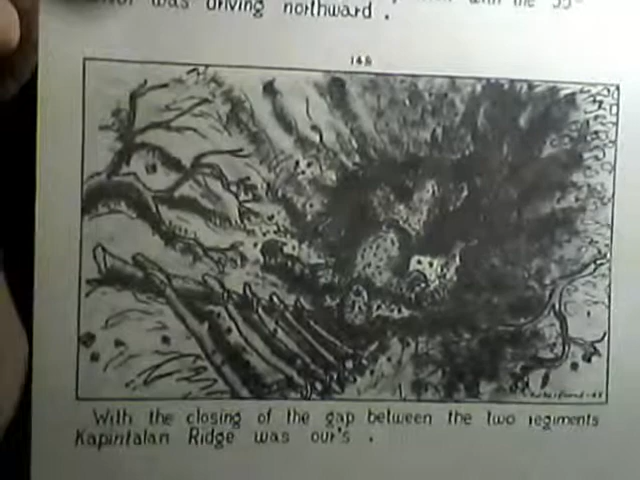 was driving northward .
148
With the closing of the gap between the two regiments
Kapintalan Ridge was our's .